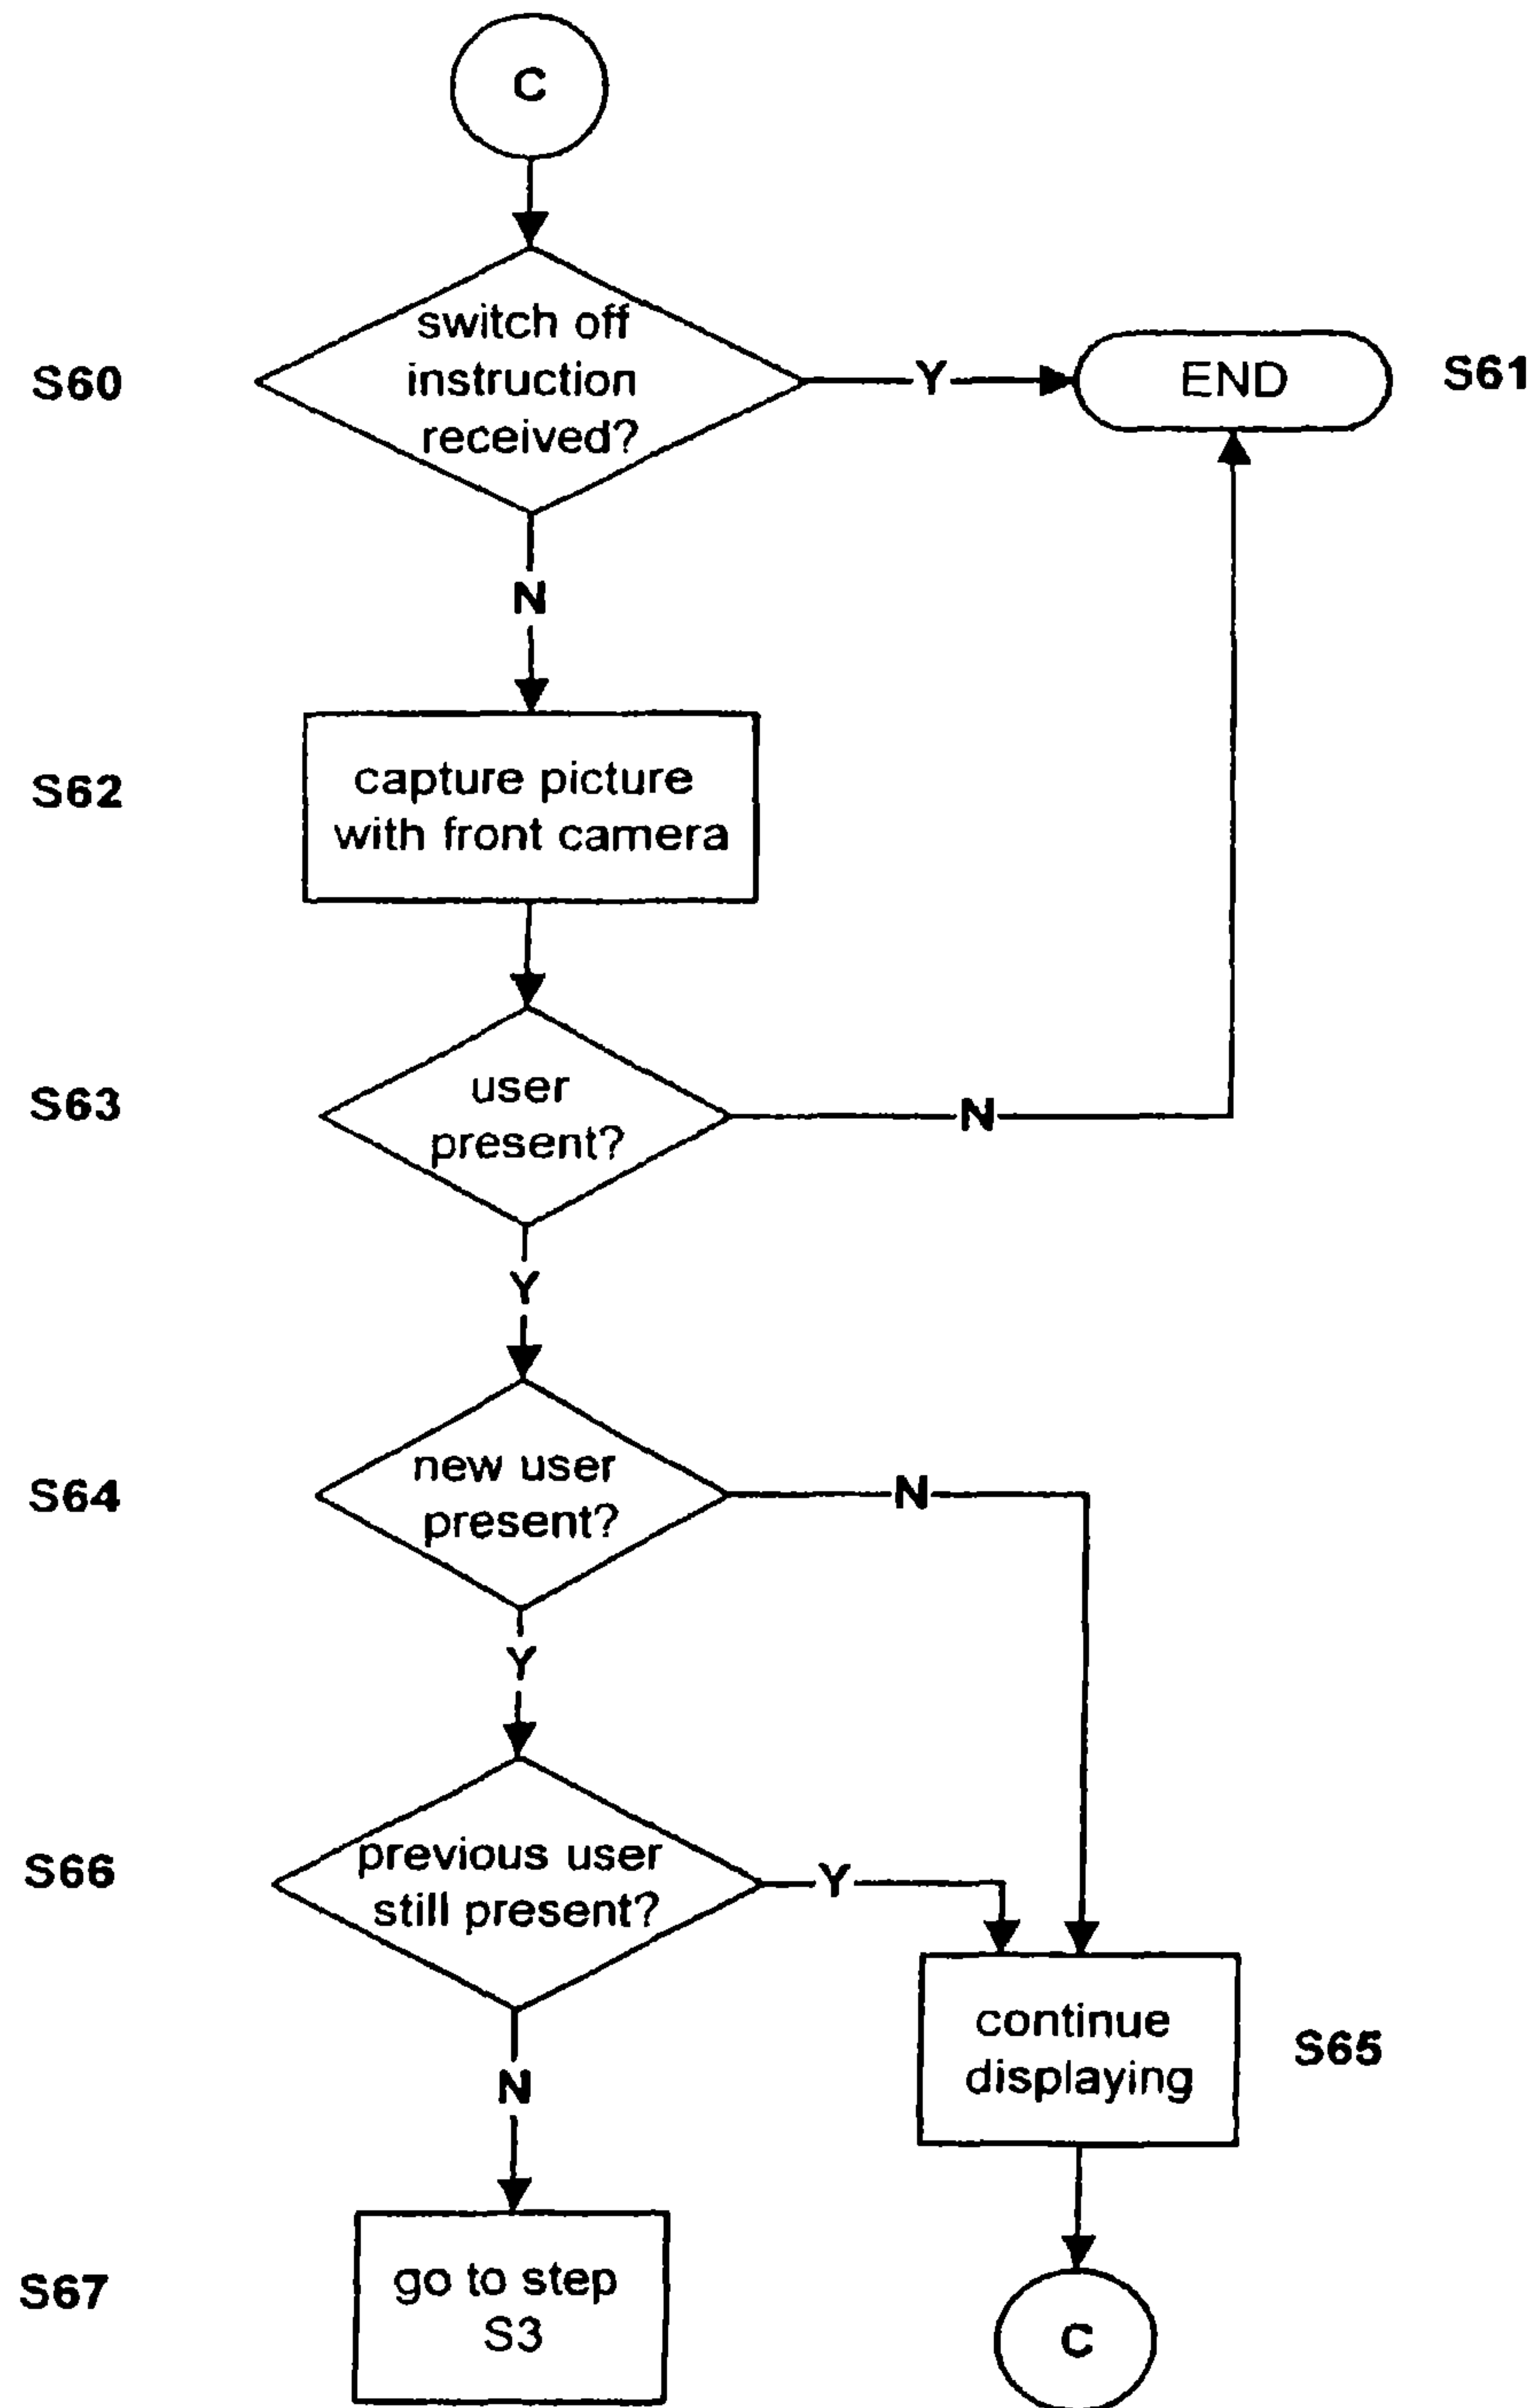 C
S60
switch off
instruction
received?
Y
END
S61
N
S62
capture picture
with front camera
S63
user
present?
N
Y
S64
new user
present?
N
Y
S66
previous user
still present?
Y
continue
displaying
S65
N
S67
go to step
S3
C